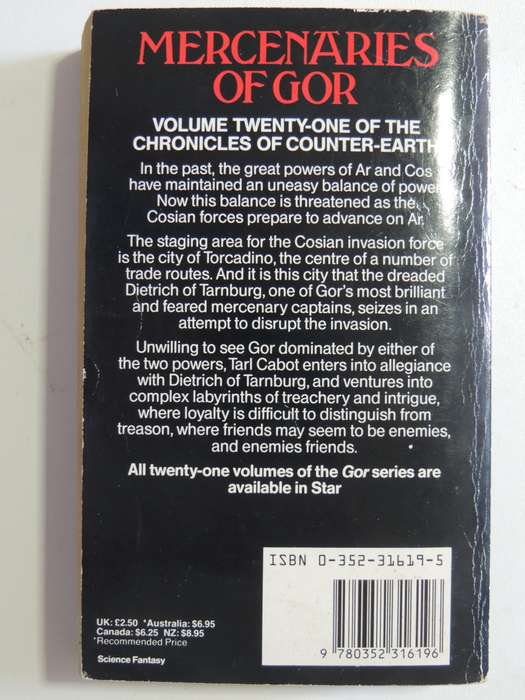 MERCENARIES
OF GOR
VOLUME TWENTY-ONE OF THE
CHRONICLES OF COUNTER-EARTH
In the past, the great powers of Ar and Cos
have maintained an uneasy balance of power.
Now this balance is threatened as the
Cosian forces prepare to advance on Ar.
The staging area for the Cosian invasion force
is the city of Torcadino, the centre of a number of
trade routes. And it is this city that the dreaded
Dietrich of Tarnburg, one of Gor's most brilliant
and feared mercenary captains, seizes in an
attempt to disrupt the invasion.
Unwilling to see Gor dominated by either of
the two powers, Tarl Cabot enters into allegiance
with Dietrich of Tarnburg, and ventures into
complex labyrinths of treachery and intrigue,
where loyalty is difficult to distinguish from
treason, where friends may seem to be enemies,
and enemies friends.
All twenty-one volumes of the Gor series are
available in Star
ISBN 0-352-31619-5
UK: £2.50 *Australia: $6.95
Canada: $6.25 NZ: $8.95
*Recommended Price
Science Fantasy
9 780352 316196